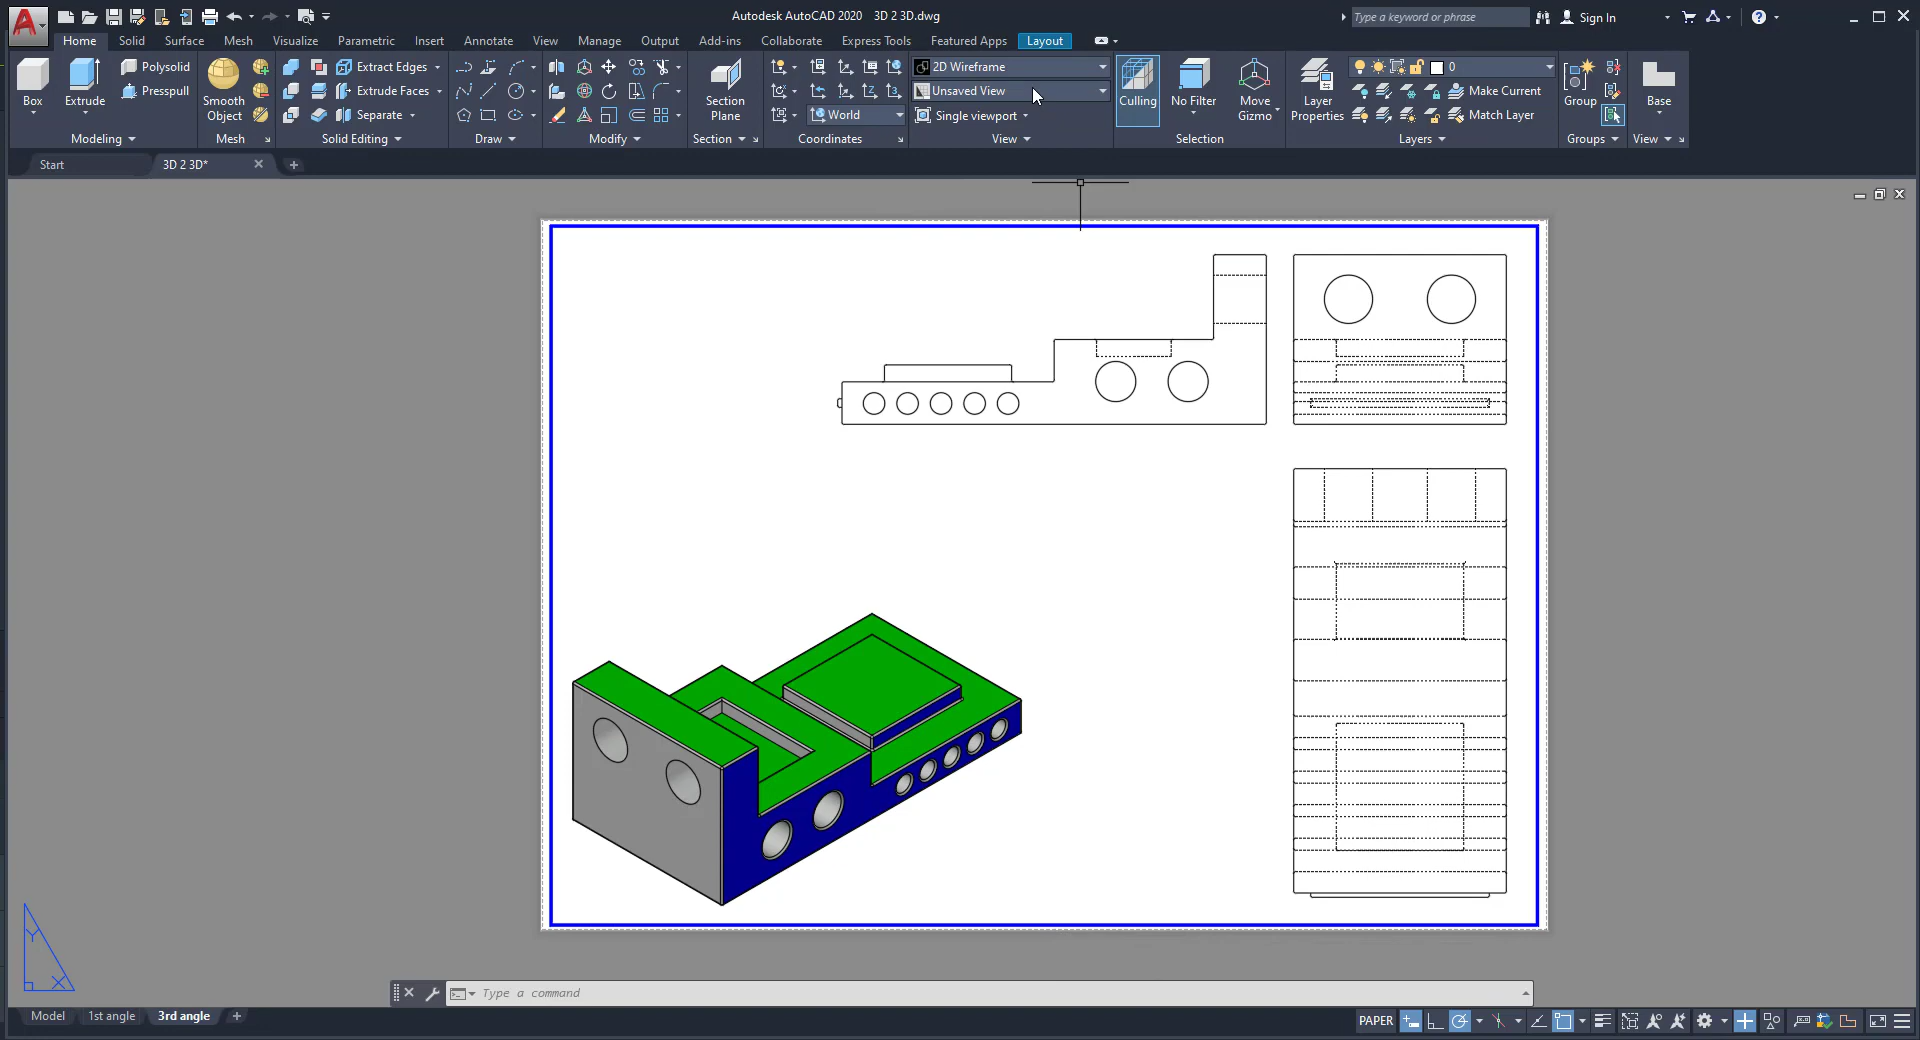 Autodesk AutoCAD 2020 3D 2 3D.dwg
Type a keyword or phrase
Sign In
Home Solid Surface Mesh Visualize Parametric Insert Annotate View Manage Output Add-ins Collaborate Express Tools Featured Apps Layout
Box
Extrude
Polysolid
Presspull
Modeling
Smooth
Object
Mesh
Extract Edges
Extrude Faces
Separate
Solid Editing
Draw
Modify
Section
Plane
Section
World
Coordinates
2D Wireframe
Unsaved View
Single viewport
View
Culling
No Filter
Move
Gizmo
Selection
Layer
Properties
0
Make Current
Match Layer
Layers
Group
Groups
Base
View
Start 3D 2 3D*
Y
X
Type a command
Model 1st angle 3rd angle
PAPER